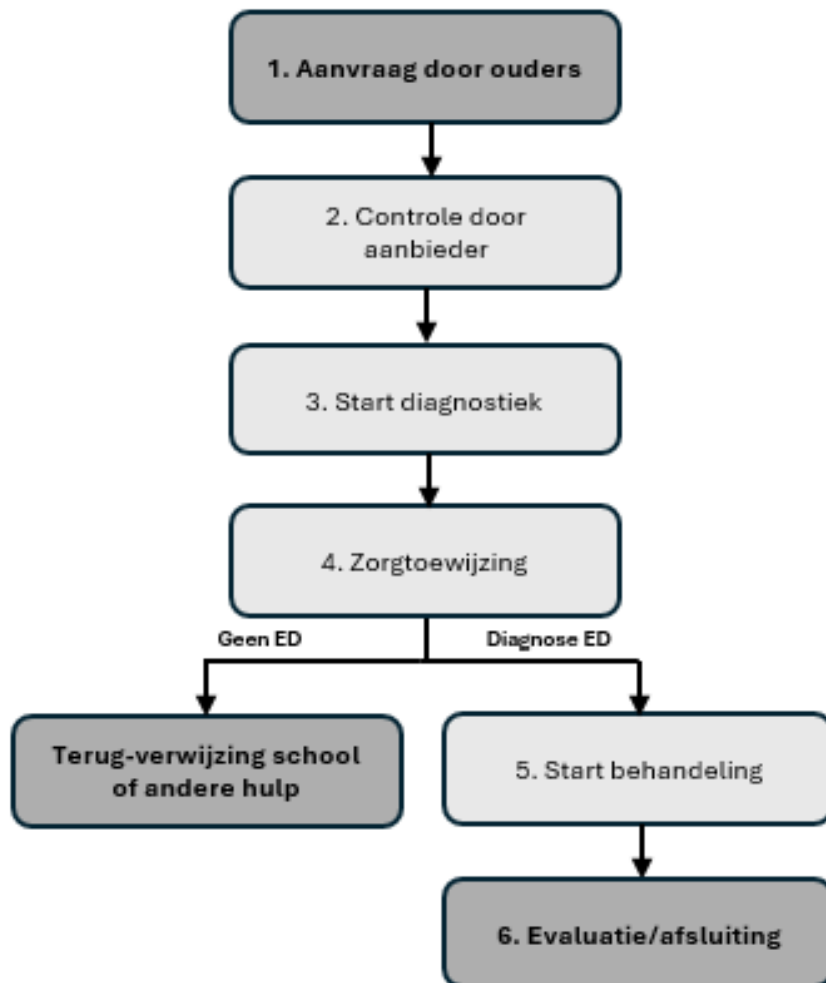 1. Aanvraag door ouders
2. Controle door
aanbieder
3. Start diagnostiek
4. Zorgtoewijzing
Geen ED
Diagnose ED
Terug-verwijzing school
of andere hulp
5. Start behandeling
6. Evaluatie/afsluiting